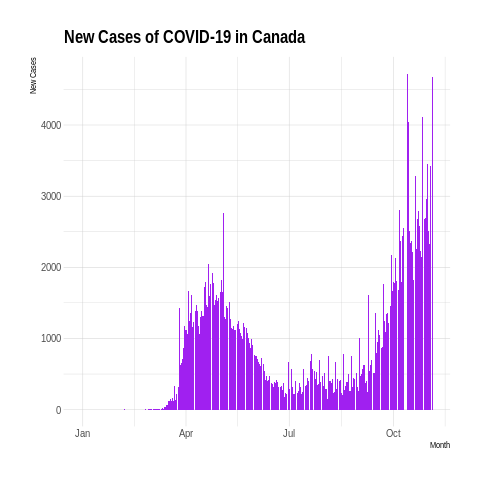 New Cases of COVID-19 in Canada
New Cases
4000
3000
2000
1000
0
Jan Apr Jul Oct
Month